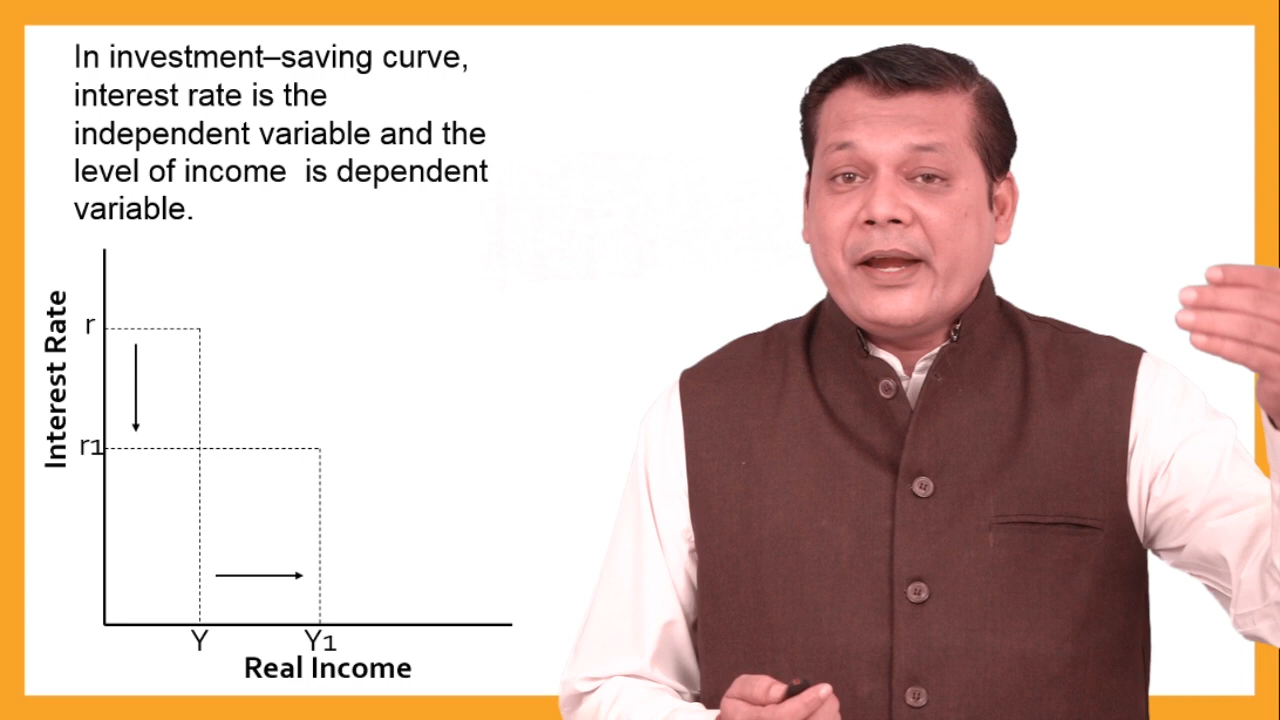 In investment–saving curve,
interest rate is the
independent variable and the
level of income  is dependent
variable.
Interest Rate
r
r1
Y
Y1
Real Income